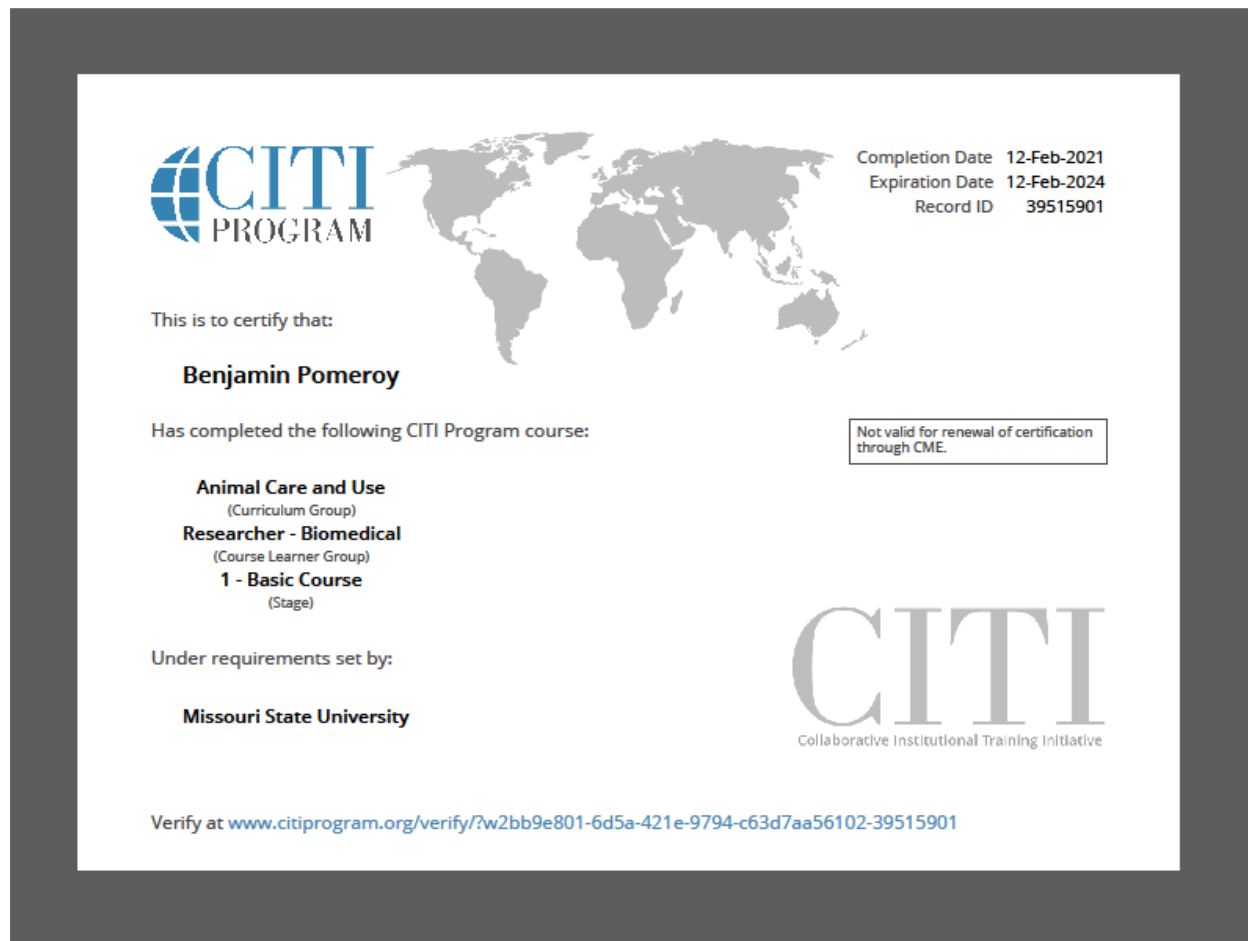 CITI
PROGRAM
Completion Date 12-Feb-2021
Expiration Date 12-Feb-2024
Record ID 39515901
This is to certify that:
Benjamin Pomeroy
Has completed the following CITI Program course:
Not valid for renewal of certification
through CME.
Animal Care and Use
(Curriculum Group)
Researcher - Biomedical
(Course Learner Group)
1 - Basic Course
(Stage)
Under requirements set by:
Missouri State University
CITI
Collaborative Institutional Training Initiative
Verify at www.citiprogram.org/verify/?w2bb9e801-6d5a-421e-9794-c63d7aa56102-39515901